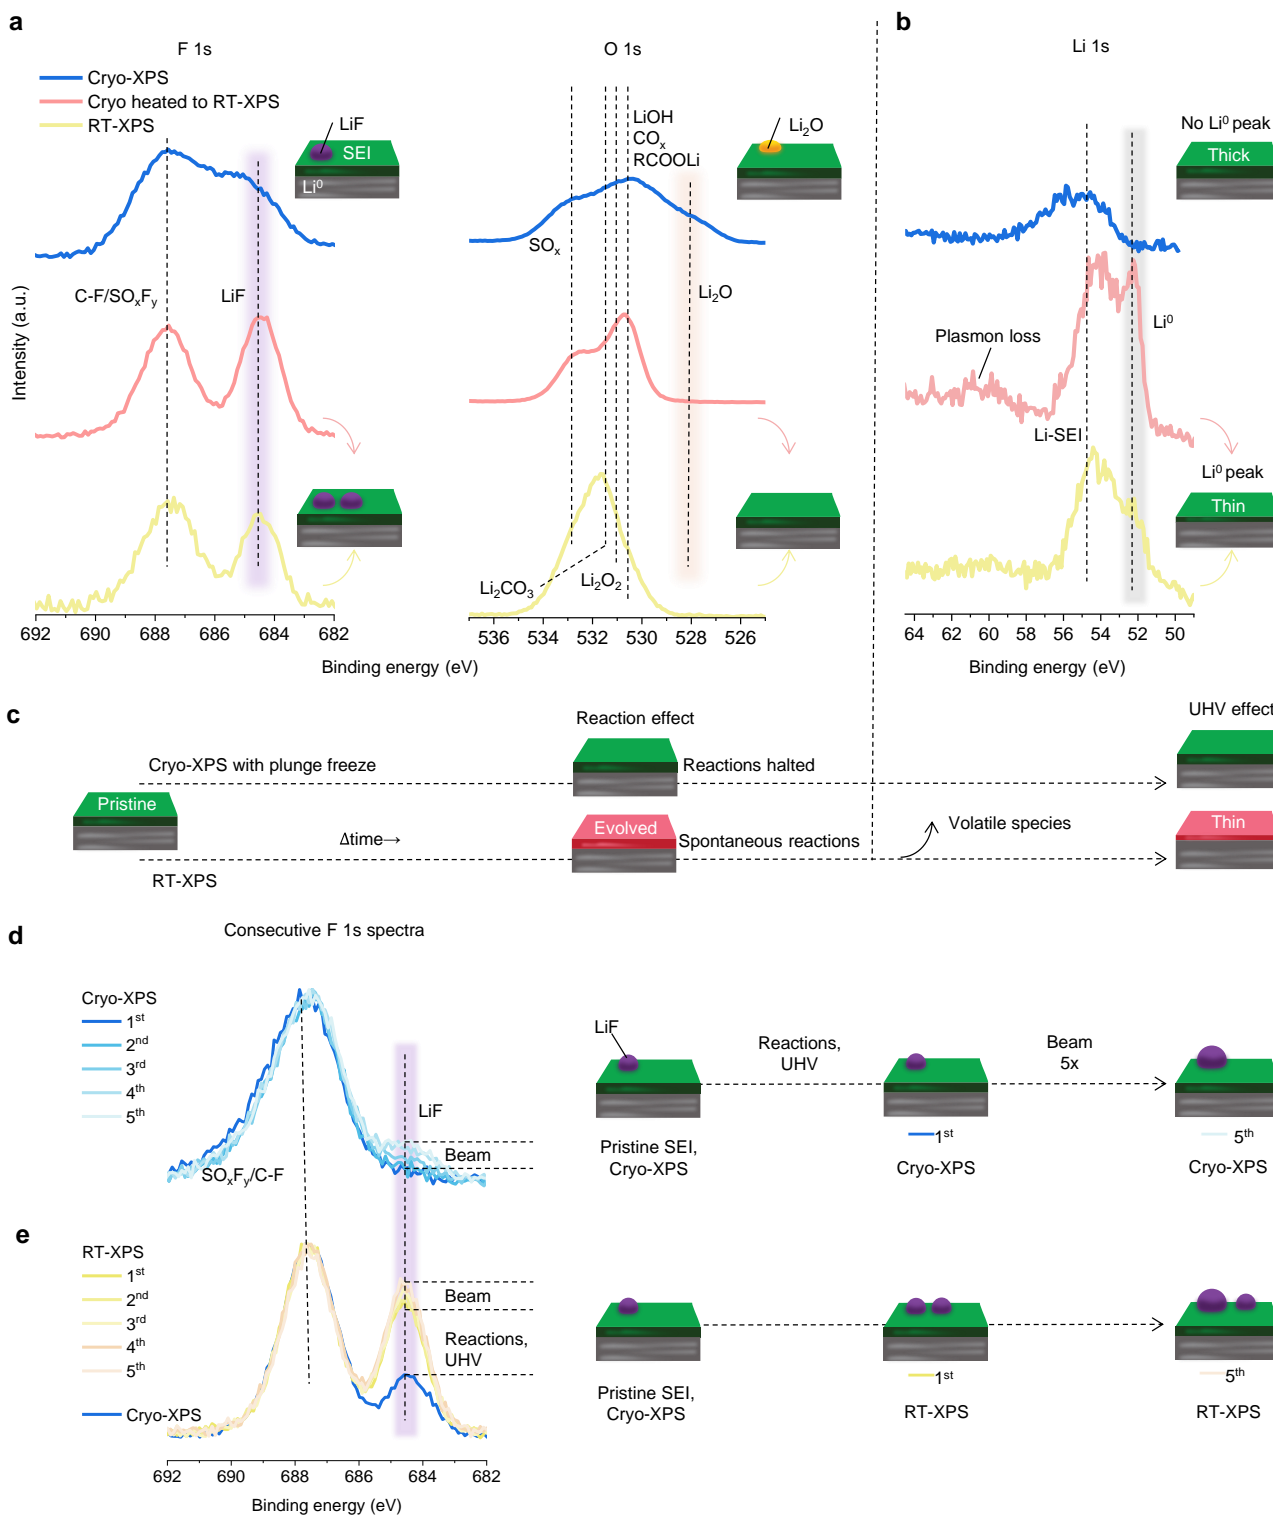 a
F 1s
O 1s
b
Li 1s
Cryo-XPS
Cryo heated to RT-XPS
RT-XPS
LiF
SEI
Li⁰
LiOH
COₓ
RCOOLi
Li₂O
No Li⁰ peak
Thick
SOₓ
C-F/SOₓFᵧ
LiF
Li₂O
Li⁰
Plasmon loss
Li-SEI
Li⁰ peak
Thin
Li₂CO₃
Li₂O₂
Intensity (a.u.)
692 690 688 686 684 682
536 534 532 530 528 526
64 62 60 58 56 54 52 50
Binding energy (eV)
Binding energy (eV)
Binding energy (eV)
c
Reaction effect
UHV effect
Cryo-XPS with plunge freeze
Reactions halted
Pristine
Δtime→
Evolved
Spontaneous reactions
Volatile species
Thin
RT-XPS
d
Consecutive F 1s spectra
Cryo-XPS
1ˢᵗ
2ⁿᵈ
3ʳᵈ
4ᵗʰ
5ᵗʰ
LiF
Beam
SOₓFᵧ/C-F
LiF
Reactions,
UHV
Beam
5x
Pristine SEI,
Cryo-XPS
1ˢᵗ
Cryo-XPS
5ᵗʰ
Cryo-XPS
e
RT-XPS
1ˢᵗ
2ⁿᵈ
3ʳᵈ
4ᵗʰ
5ᵗʰ
Cryo-XPS
Beam
Reactions,
UHV
Pristine SEI,
Cryo-XPS
1ˢᵗ
RT-XPS
5ᵗʰ
RT-XPS
692 690 688 686 684 682
Binding energy (eV)